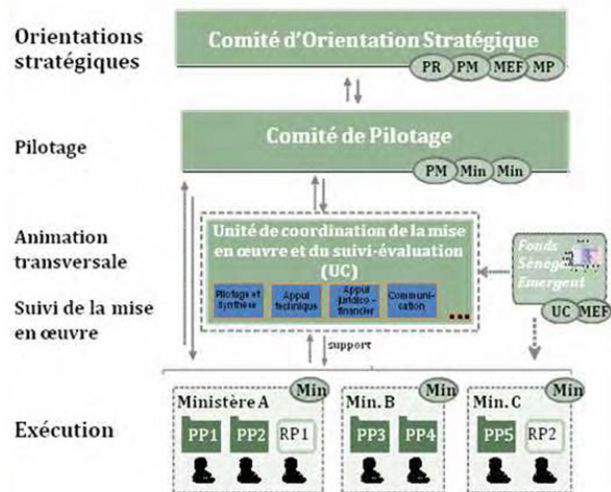 Orientations
stratégiques
Comité d'Orientation Stratégique
PR PM MEF MP
Pilotage
Comité de Pilotage
PM Min Min
Animation
transversale
Suivi de la mise
en œuvre
Unité de coordination de la mise
en œuvre et du suivi-évaluation
(UC)
Pilotage et
Synthèse
Appui
technique
Appui
juridico-
financier
Communi-
cation
...
Fonds
Emergent
UC MEF
support
Exécution
Ministère A
Min
PP1 PP2 RP1
Min. B
Min
PP3 PP4
Min. C
Min
PP5 RP2